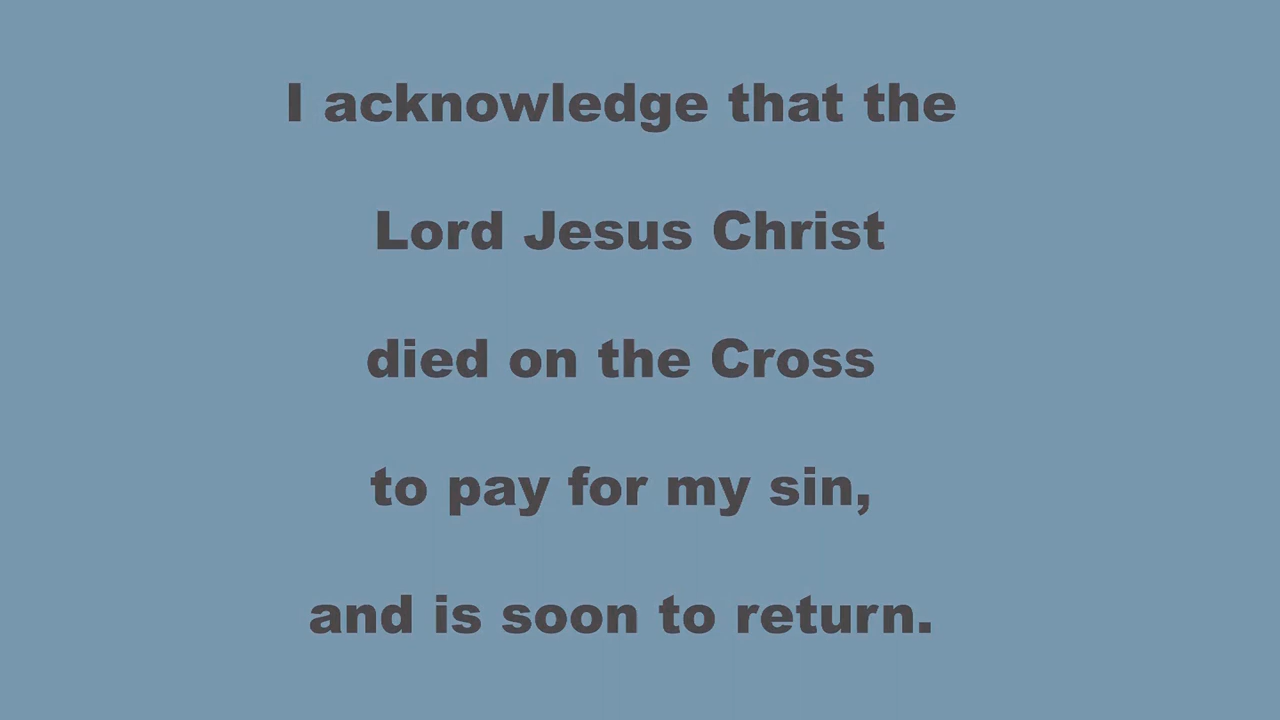 I acknowledge that the
Lord Jesus Christ
died on the Cross
to pay for my sin,
and is soon to return.